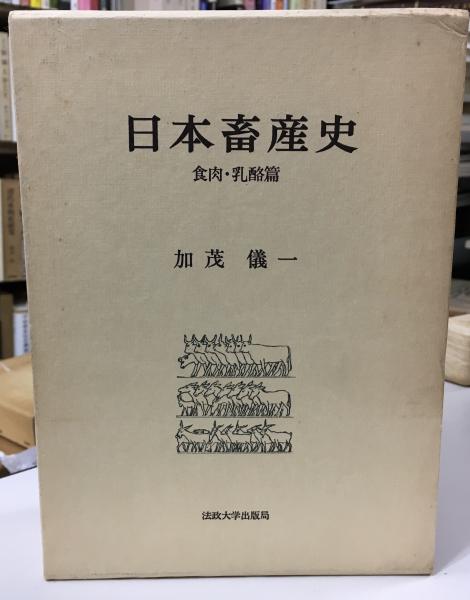 日本畜産史
食肉・乳酪篇
加茂 儀一
法政大学出版局